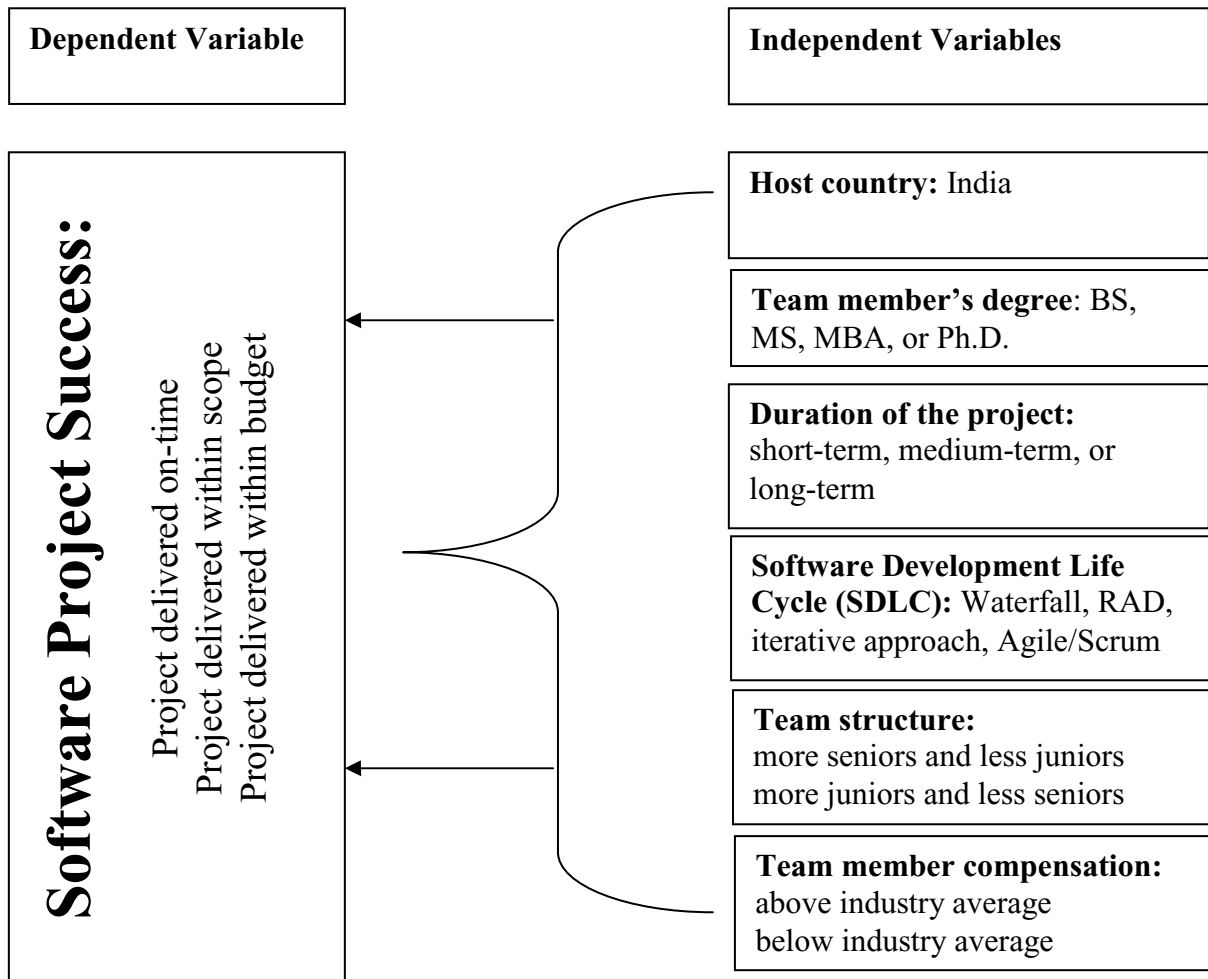 Dependent Variable
Independent Variables
Software Project Success:
Project delivered on-time
Project delivered within scope
Project delivered within budget
Host country: India
Team member’s degree: BS,
MS, MBA, or Ph.D.
Duration of the project:
short-term, medium-term, or
long-term
Software Development Life
Cycle (SDLC): Waterfall, RAD,
iterative approach, Agile/Scrum
Team structure:
more seniors and less juniors
more juniors and less seniors
Team member compensation:
above industry average
below industry average